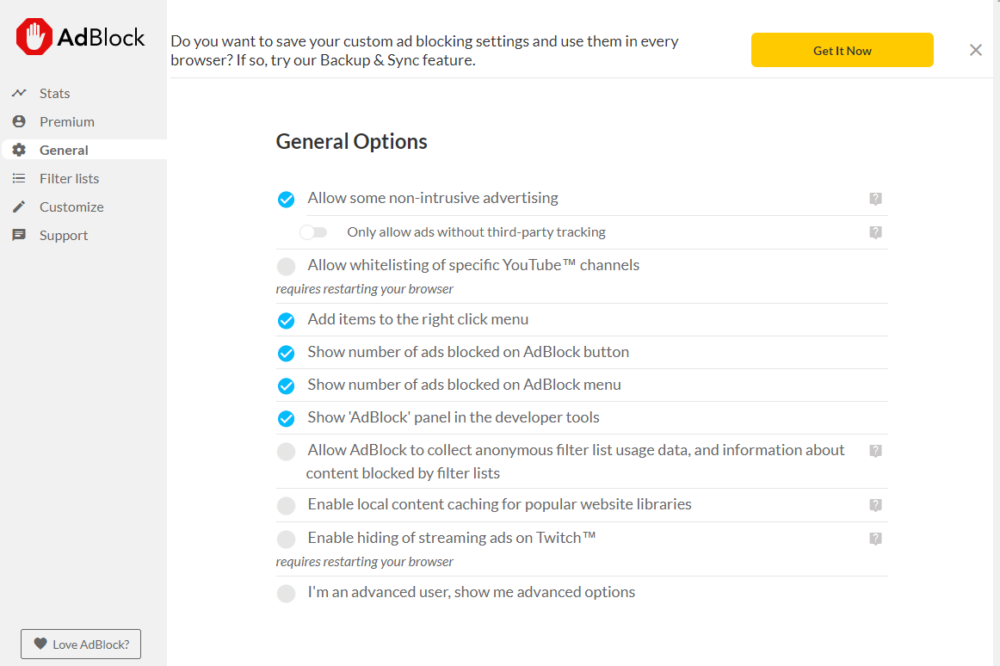 AdBlock
Do you want to save your custom ad blocking settings and use them in every
browser? If so, try our Backup & Sync feature.
Get It Now
Stats
Premium
General
Filter lists
Customize
Support
General Options
Allow some non-intrusive advertising
?
Only allow ads without third-party tracking
?
Allow whitelisting of specific YouTube™ channels
requires restarting your browser
Add items to the right click menu
Show number of ads blocked on AdBlock button
Show number of ads blocked on AdBlock menu
Show 'AdBlock' panel in the developer tools
Allow AdBlock to collect anonymous filter list usage data, and information about
?
content blocked by filter lists
Enable local content caching for popular website libraries
?
Enable hiding of streaming ads on Twitch™
?
requires restarting your browser
I'm an advanced user, show me advanced options
Love AdBlock?